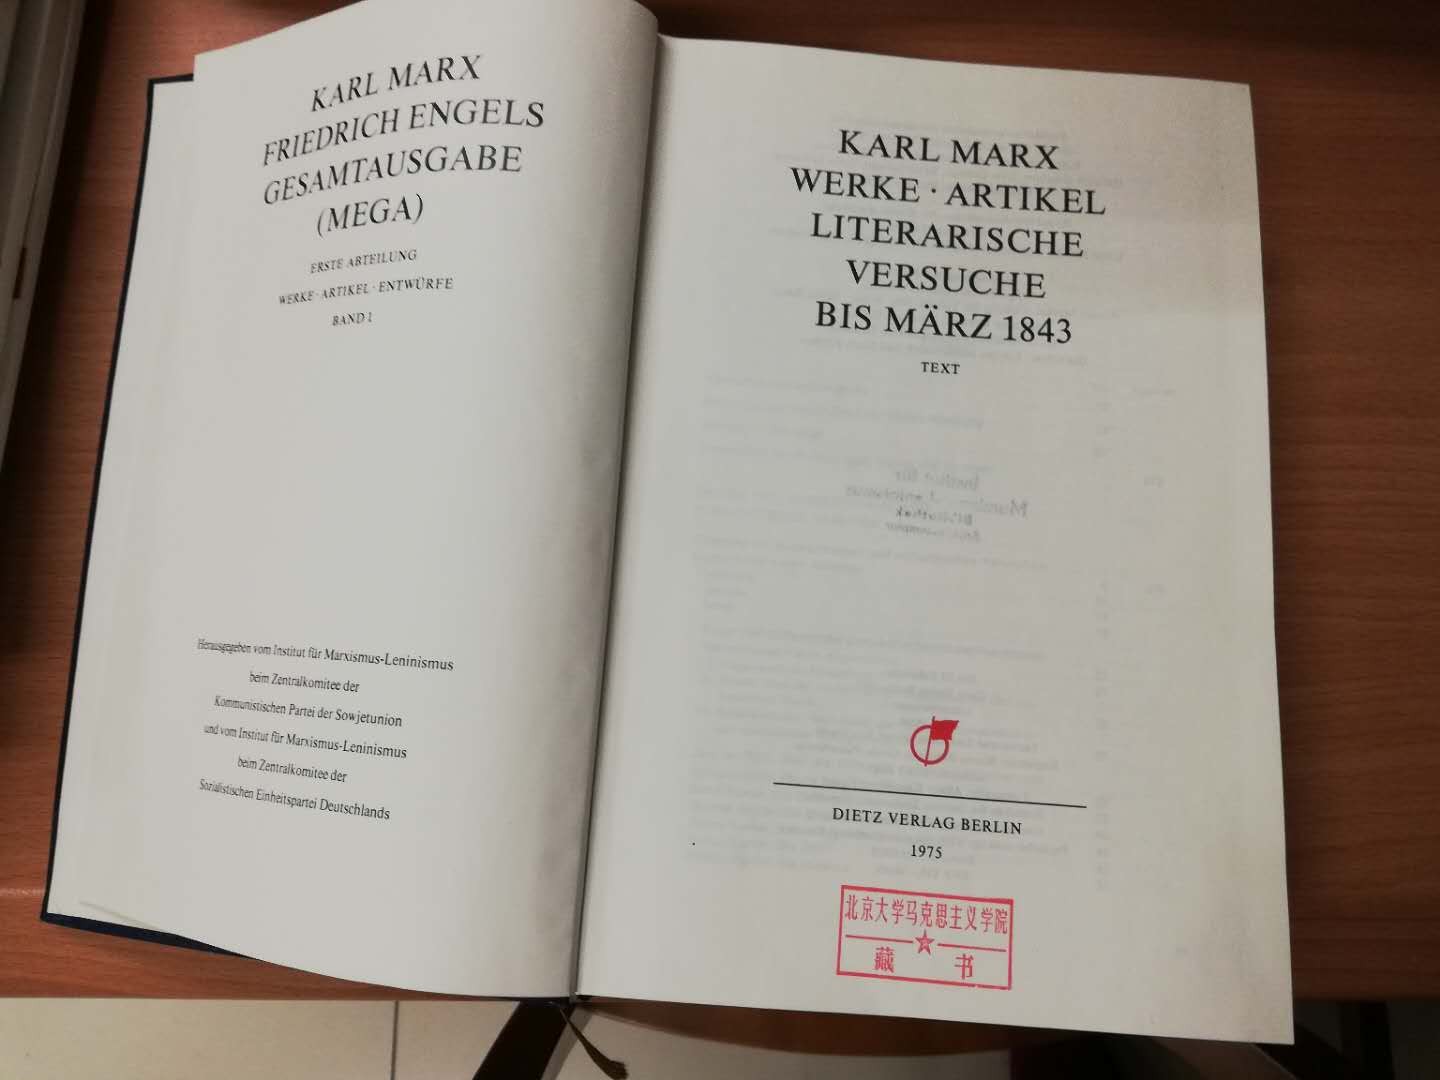 KARL MARX
FRIEDRICH ENGELS
GESAMTAUSGABE
(MEGA)
ERSTE ABTEILUNG
WERKE · ARTIKEL · ENTWÜRFE
BAND 1
Herausgegeben vom Institut für Marxismus-Leninismus
beim Zentralkomitee der
Kommunistischen Partei der Sowjetunion
und vom Institut für Marxismus-Leninismus
beim Zentralkomitee der
Sozialistischen Einheitspartei Deutschlands
KARL MARX
WERKE · ARTIKEL
LITERARISCHE
VERSUCHE
BIS MÄRZ 1843
TEXT
Institut für
Bibliothek
DIETZ VERLAG BERLIN
1975
北京大学马克思主义学院
藏 书